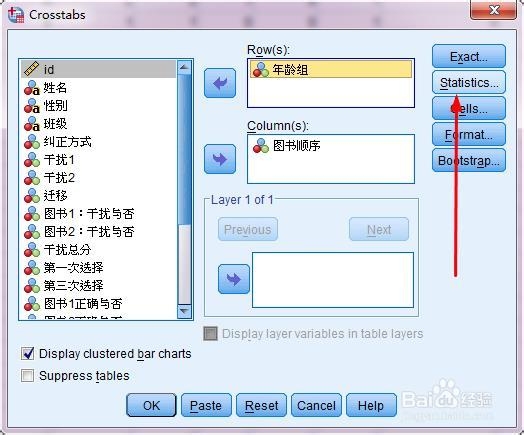 Crosstabs
id
姓名
性别
班级
纠正方式
干扰1
干扰2
迁移
图书1：干扰与否
图书2：干扰与否
干扰总分
第一次选择
第三次选择
图书1正确与否
Row(s):
年龄组
Column(s):
图书顺序
Layer 1 of 1
Previous
Next
Display layer variables in table layers
Exact...
Statistics...
Cells...
Format...
Bootstrap...
Display clustered bar charts
Suppress tables
OK
Paste
Reset
Cancel
Help
Baidu经验
jingyan.baidu.com